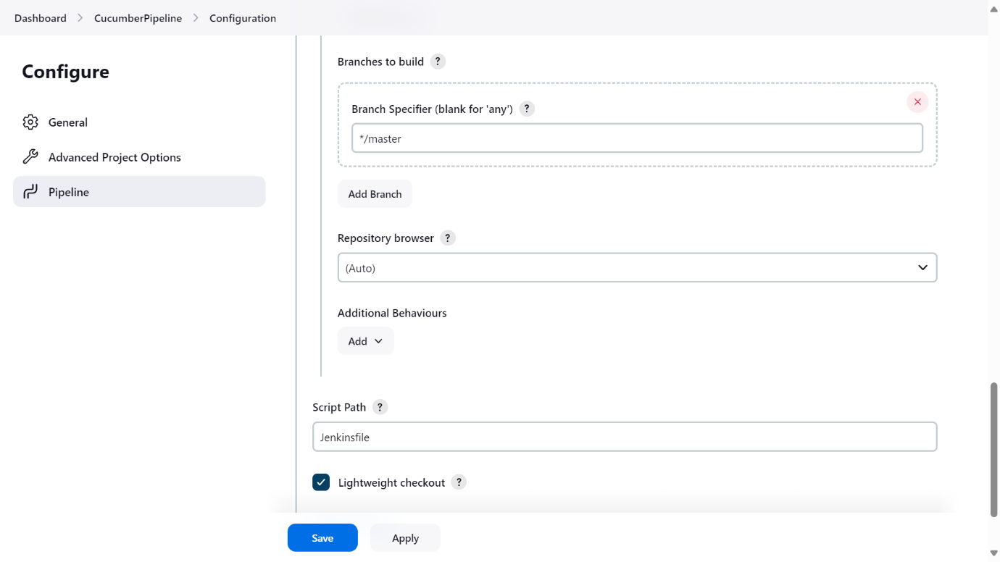 Dashboard > CucumberPipeline > Configuration
Configure
General
Advanced Project Options
Pipeline
Branches to build ?
Branch Specifier (blank for 'any') ?
*/master
Add Branch
Repository browser ?
(Auto)
Additional Behaviours
Add
Script Path ?
Jenkinsfile
Lightweight checkout ?
Save
Apply